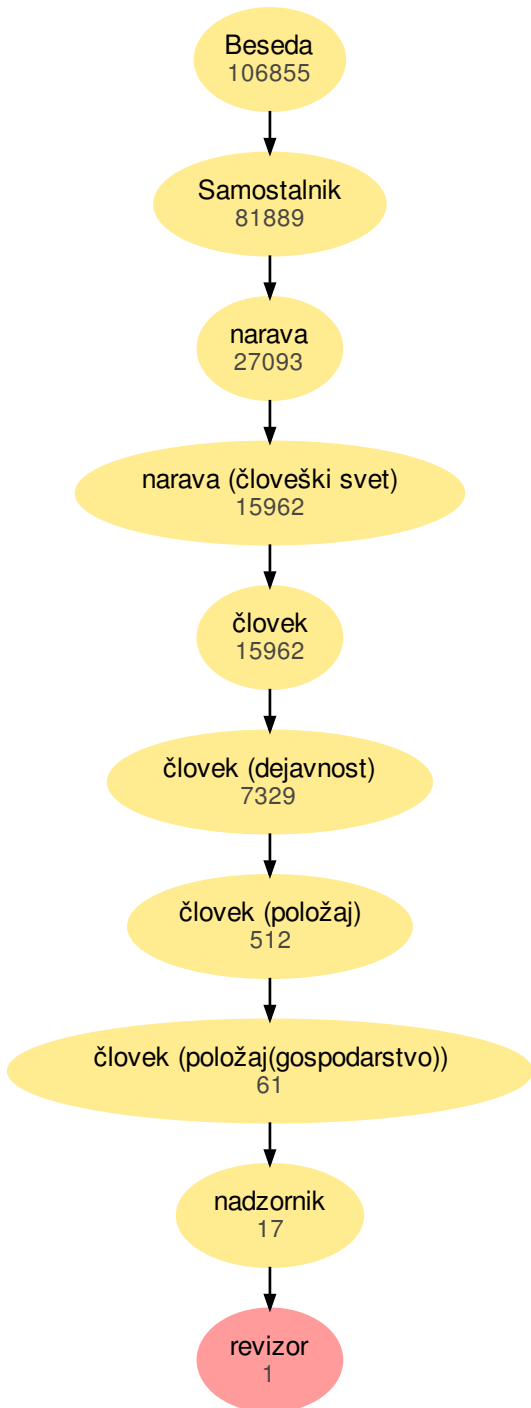 Beseda
106855
Samostalnik
81889
narava
27093
narava (človeški svet)
15962
človek
15962
človek (dejavnost)
7329
človek (položaj)
512
človek (položaj(gospodarstvo))
61
nadzornik
17
revizor
1